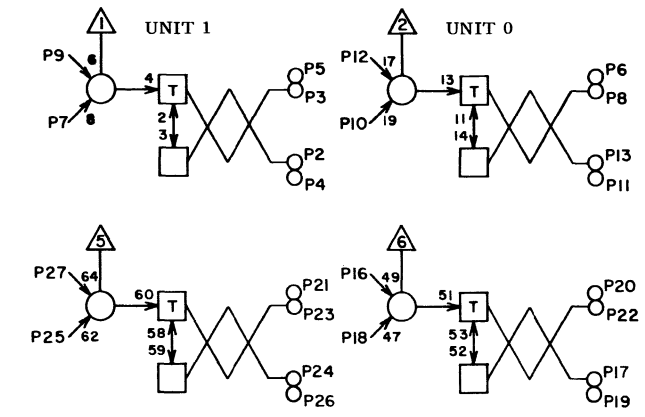 1 UNIT 1
P9 6 P5
4 T P3
P7 8 2
3 P2
P4
2 UNIT 0
P12 17 P6
13 T P8
P10 19 11
14 P13
P11
5
P27 64 P21
60 T P23
P25 62 58
59 P24
P26
6
P16 49 P20
51 T P22
P18 47 53
52 P17
P19